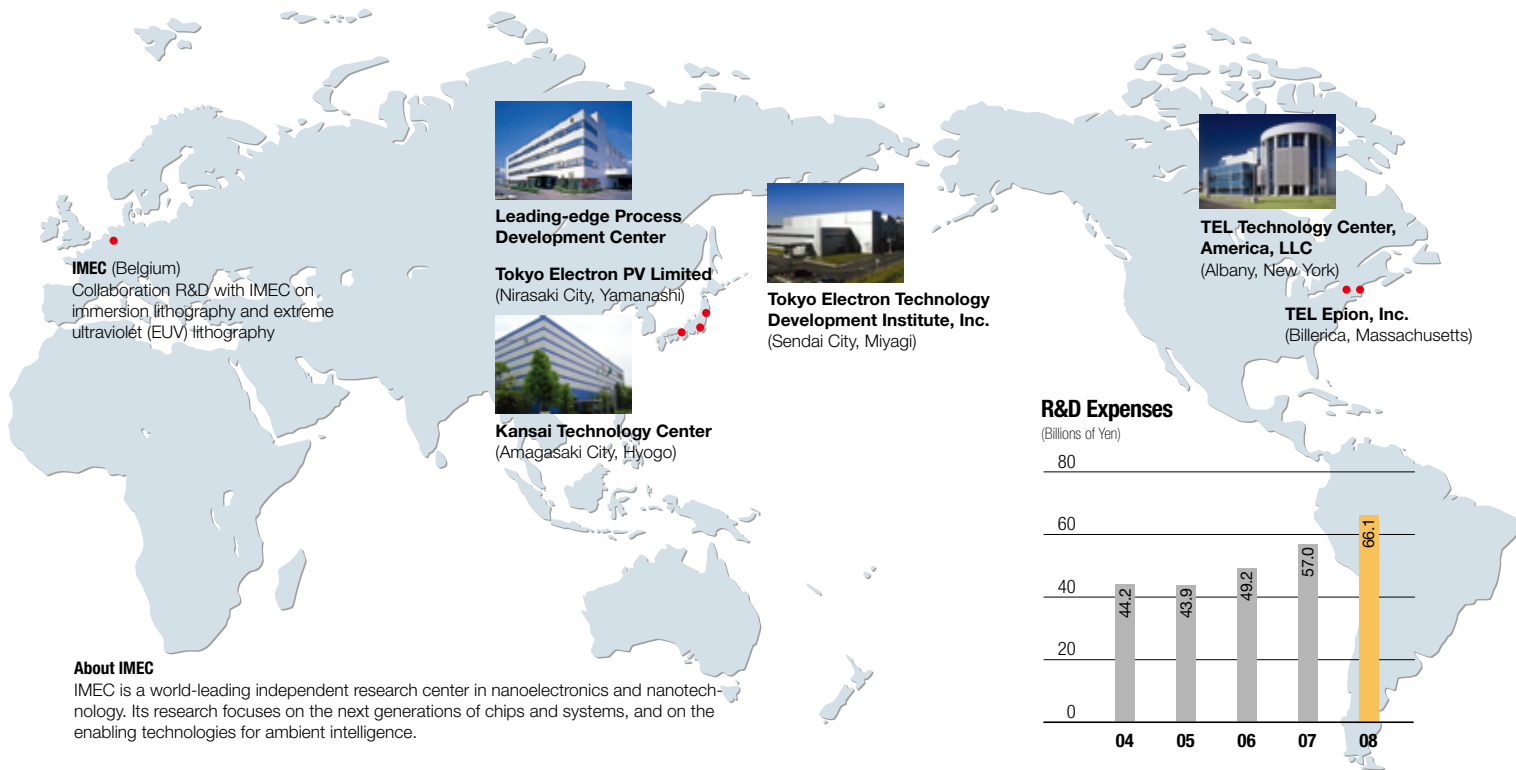 Leading-edge Process
Development Center
Tokyo Electron PV Limited
(Nirasaki City, Yamanashi)
Kansai Technology Center
(Amagasaki City, Hyogo)
Tokyo Electron Technology
Development Institute, Inc.
(Sendai City, Miyagi)
TEL Technology Center,
America, LLC
(Albany, New York)
TEL Epion, Inc.
(Billerica, Massachusetts)
IMEC (Belgium)
Collaboration R&D with IMEC on
immersion lithography and extreme
ultraviolet (EUV) lithography
R&D Expenses
(Billions of Yen)
80
60
40
20
0
44.2
43.9
49.2
57.0
66.1
04 05 06 07 08
About IMEC
IMEC is a world-leading independent research center in nanoelectronics and nanotech-
nology. Its research focuses on the next generations of chips and systems, and on the
enabling technologies for ambient intelligence.